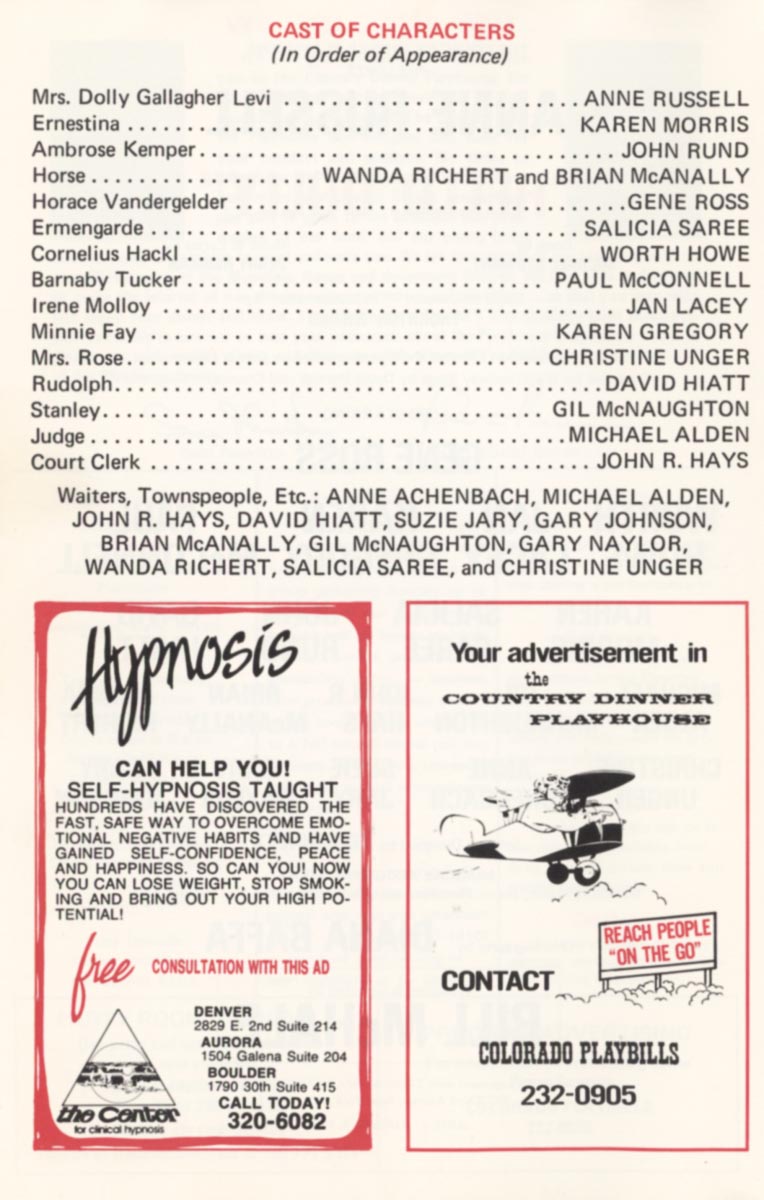 CAST OF CHARACTERS
(In Order of Appearance)
Mrs. Dolly Gallagher Levi . . . . . . . . . . . . . . . . . . . . . . . . . . ANNE RUSSELL
Ernestina . . . . . . . . . . . . . . . . . . . . . . . . . . . . . . . . . . . . . . . KAREN MORRIS
Ambrose Kemper . . . . . . . . . . . . . . . . . . . . . . . . . . . . . . . . . . . JOHN RUND
Horse . . . . . . . . . . . . . . . . . . . WANDA RICHERT and BRIAN McANALLY
Horace Vandergelder . . . . . . . . . . . . . . . . . . . . . . . . . . . . . . . . .GENE ROSS
Ermengarde . . . . . . . . . . . . . . . . . . . . . . . . . . . . . . . . . . . . SALICIA SAREE
Cornelius Hackl . . . . . . . . . . . . . . . . . . . . . . . . . . . . . . . . . . WORTH HOWE
Barnaby Tucker . . . . . . . . . . . . . . . . . . . . . . . . . . . . . . PAUL McCONNELL
Irene Molloy . . . . . . . . . . . . . . . . . . . . . . . . . . . . . . . . . . . . . . . JAN LACEY
Minnie Fay . . . . . . . . . . . . . . . . . . . . . . . . . . . . . . . . . . KAREN GREGORY
Mrs. Rose . . . . . . . . . . . . . . . . . . . . . . . . . . . . . . . . . . CHRISTINE UNGER
Rudolph . . . . . . . . . . . . . . . . . . . . . . . . . . . . . . . . . . . . . . . . .DAVID HIATT
Stanley . . . . . . . . . . . . . . . . . . . . . . . . . . . . . . . . . . . . . GIL McNAUGHTON
Judge . . . . . . . . . . . . . . . . . . . . . . . . . . . . . . . . . . . . . . . .MICHAEL ALDEN
Court Clerk . . . . . . . . . . . . . . . . . . . . . . . . . . . . . . . . . . . . .JOHN R. HAYS
Waiters, Townspeople, Etc.: ANNE ACHENBACH, MICHAEL ALDEN,
JOHN R. HAYS, DAVID HIATT, SUZIE JARY, GARY JOHNSON,
BRIAN McANALLY, GIL McNAUGHTON, GARY NAYLOR,
WANDA RICHERT, SALICIA SAREE, and CHRISTINE UNGER
Hypnosis
CAN HELP YOU!
SELF-HYPNOSIS TAUGHT
HUNDREDS HAVE DISCOVERED THE
FAST, SAFE WAY TO OVERCOME EMO-
TIONAL NEGATIVE HABITS AND HAVE
GAINED SELF-CONFIDENCE, PEACE
AND HAPPINESS. SO CAN YOU! NOW
YOU CAN LOSE WEIGHT, STOP SMOK-
ING AND BRING OUT YOUR HIGH PO-
TENTIAL!
free CONSULTATION WITH THIS AD
DENVER
2829 E. 2nd Suite 214
AURORA
1504 Galena Suite 204
BOULDER
1790 30th Suite 415
CALL TODAY!
320-6082
the Center
for clinical hypnosis
Your advertisement in
the
COUNTRY DINNER
PLAYHOUSE
REACH PEOPLE
"ON THE GO"
CONTACT
COLORADO PLAYBILLS
232-0905